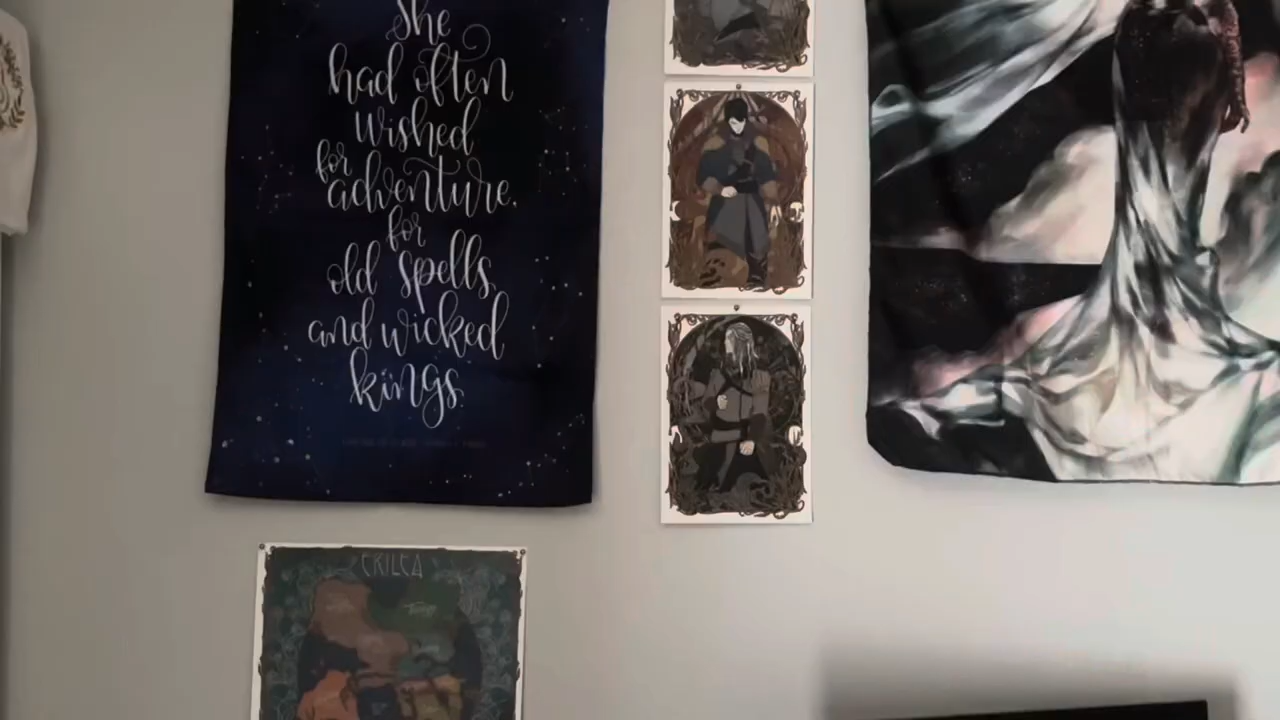 She
had often
wished
for
adventure.
for
old spells
and wicked
kings.
ERILEA